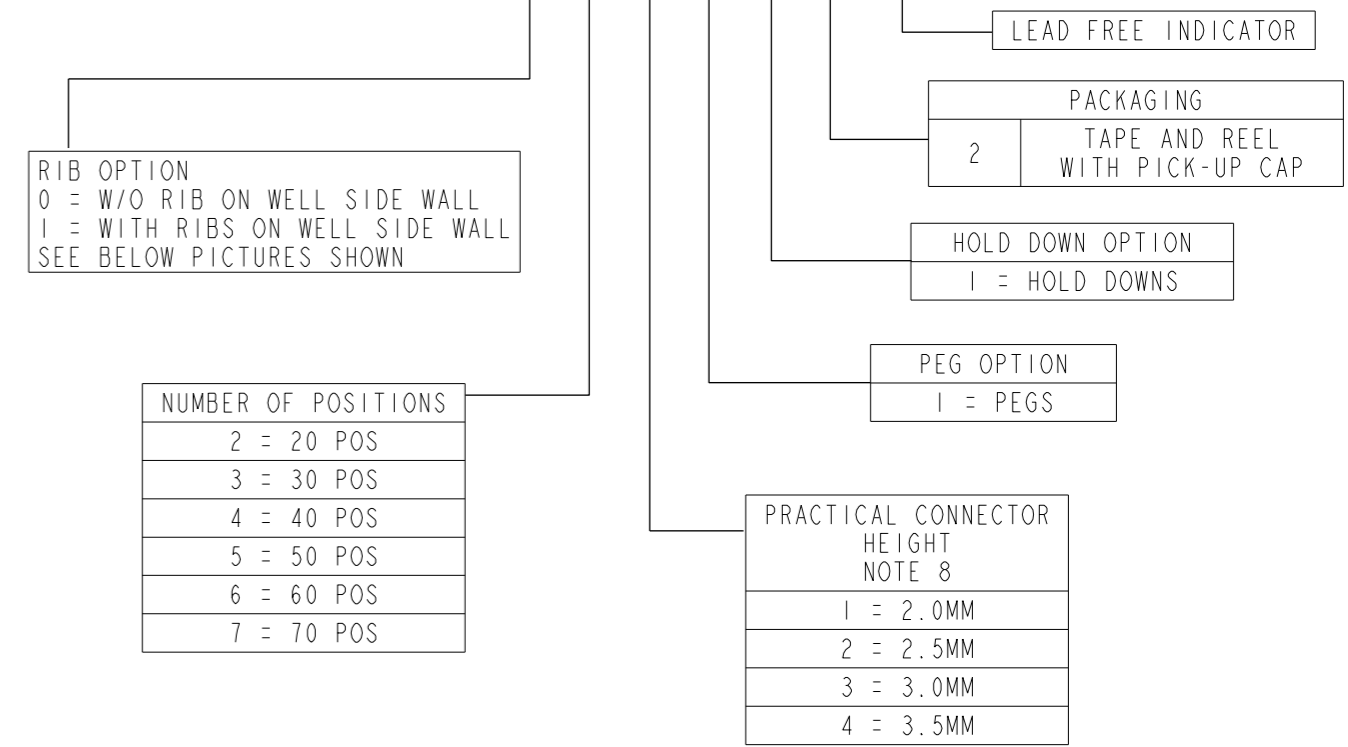 LEAD FREE INDICATOR
PACKAGING
2 TAPE AND REEL
WITH PICK-UP CAP
RIB OPTION
0 = W/O RIB ON WELL SIDE WALL
1 = WITH RIBS ON WELL SIDE WALL
SEE BELOW PICTURES SHOWN
HOLD DOWN OPTION
1 = HOLD DOWNS
PEG OPTION
1 = PEGS
NUMBER OF POSITIONS
2 = 20 POS
3 = 30 POS
4 = 40 POS
5 = 50 POS
6 = 60 POS
7 = 70 POS
PRACTICAL CONNECTOR
HEIGHT
NOTE 8
1 = 2.0MM
2 = 2.5MM
3 = 3.0MM
4 = 3.5MM